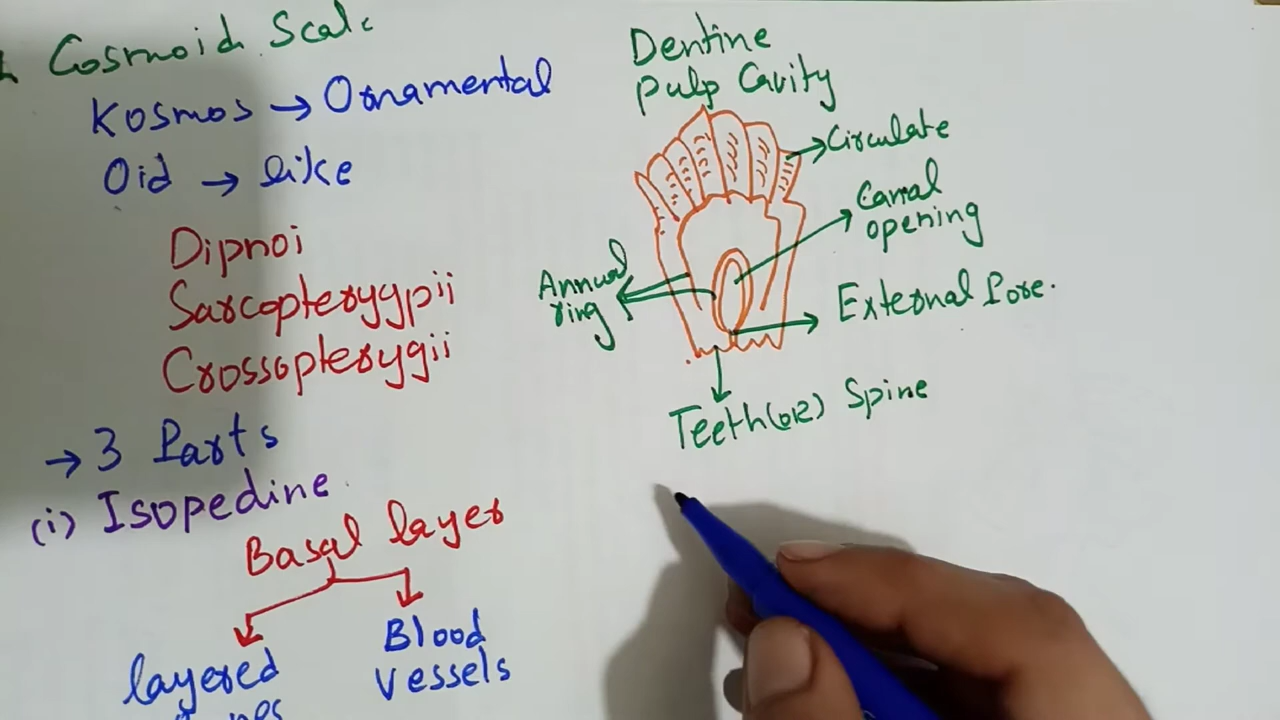 Cosmoid Scale
Kosmos → Ornamental
Oid → like
Dipnoi
Sarcopterygpii
Crossopterygii
→ 3 Parts
(i) Isopedine
Basal layer
layered
Blood
vessels
Dentine
Pulp Cavity
Circulate
Canal
opening
Annual
ring
External Pore.
Teeth(OR) Spine